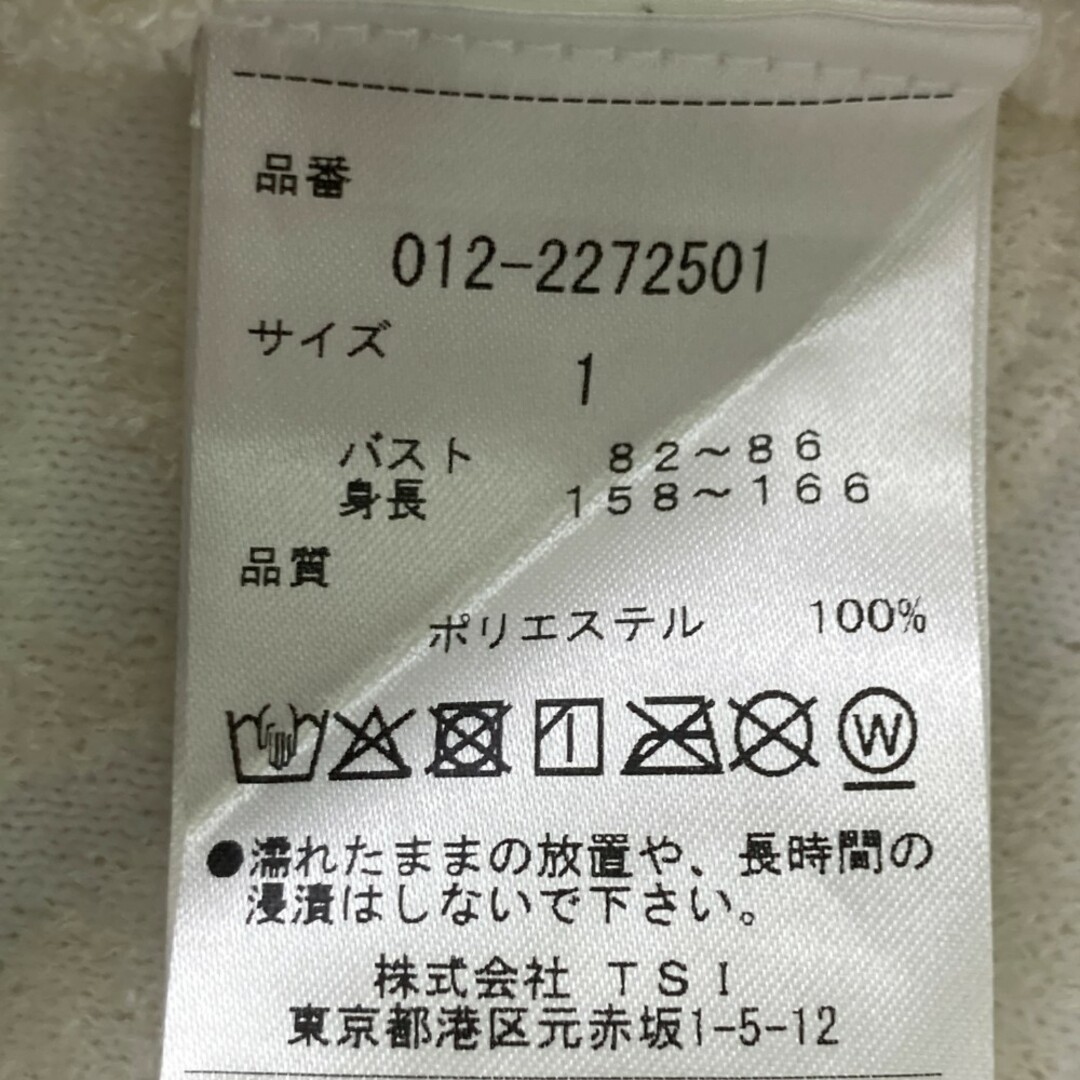 品番
012-2272501
サイズ
1
バスト 82～86
身長 158～166
品質
ポリエステル 100%
W
●濡れたままの放置や、長時間の
浸漬はしないで下さい。
株式会社 TSI
東京都港区元赤坂1-5-12